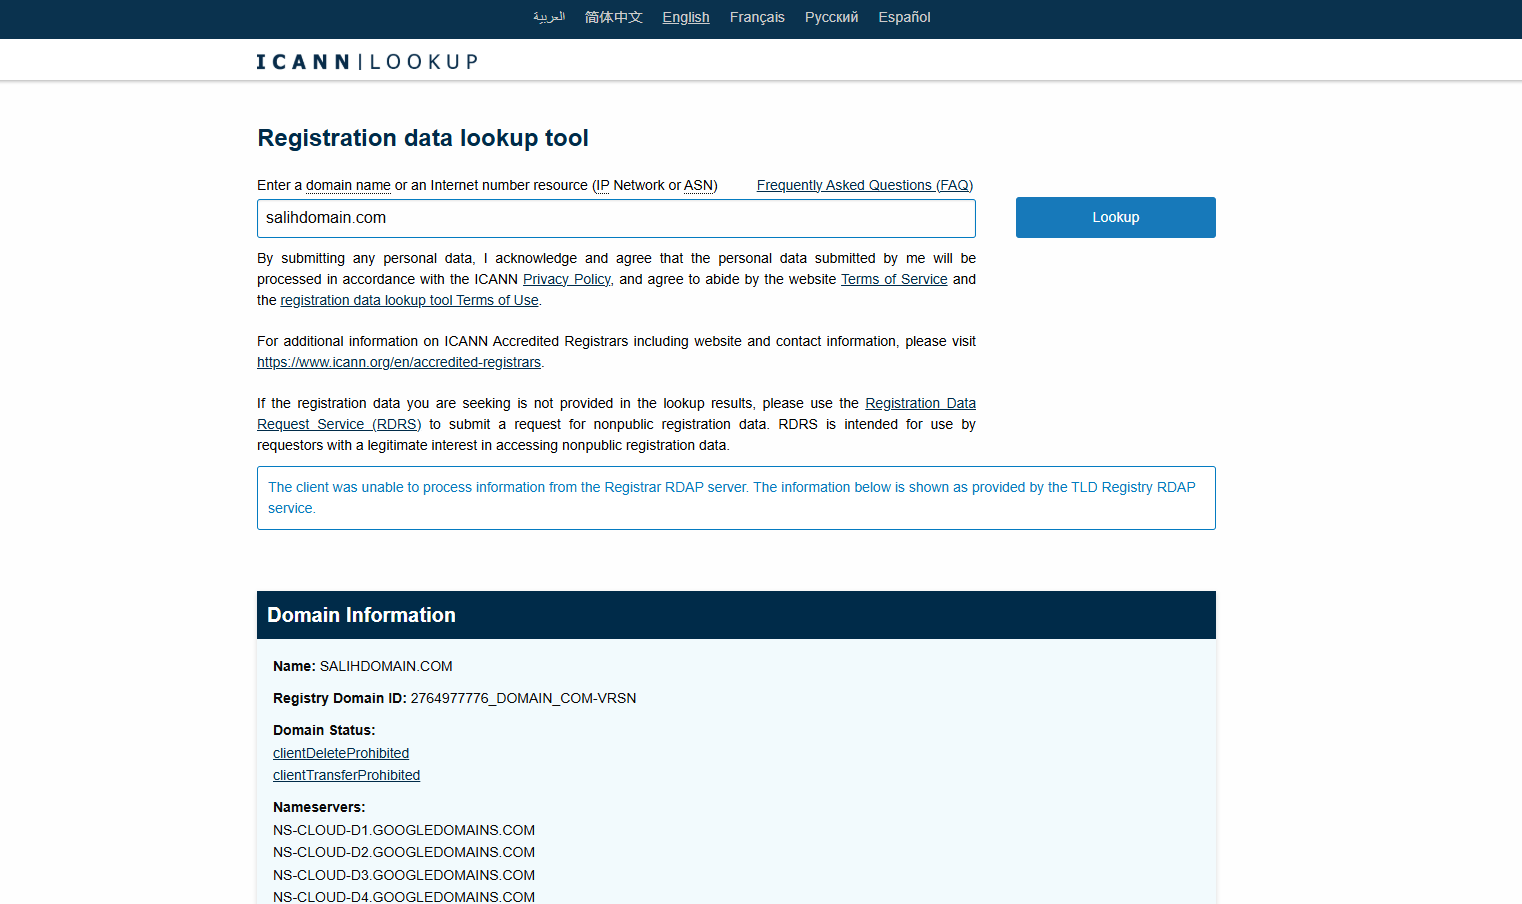 العربية 简体中文 English Français Русский Español
ICANN|LOOKUP
Registration data lookup tool
Enter a domain name or an Internet number resource (IP Network or ASN) Frequently Asked Questions (FAQ)
salihdomain.com Lookup
By submitting any personal data, I acknowledge and agree that the personal data submitted by me will be
processed in accordance with the ICANN Privacy Policy, and agree to abide by the website Terms of Service and
the registration data lookup tool Terms of Use.
For additional information on ICANN Accredited Registrars including website and contact information, please visit
https://www.icann.org/en/accredited-registrars.
If the registration data you are seeking is not provided in the lookup results, please use the Registration Data
Request Service (RDRS) to submit a request for nonpublic registration data. RDRS is intended for use by
requestors with a legitimate interest in accessing nonpublic registration data.
The client was unable to process information from the Registrar RDAP server. The information below is shown as provided by the TLD Registry RDAP
service.
Domain Information
Name: SALIHDOMAIN.COM
Registry Domain ID: 2764977776_DOMAIN_COM-VRSN
Domain Status:
clientDeleteProhibited
clientTransferProhibited
Nameservers:
NS-CLOUD-D1.GOOGLEDOMAINS.COM
NS-CLOUD-D2.GOOGLEDOMAINS.COM
NS-CLOUD-D3.GOOGLEDOMAINS.COM
NS-CLOUD-D4.GOOGLEDOMAINS.COM